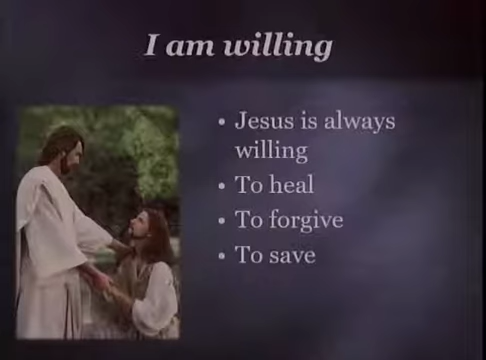 I am willing
• Jesus is always
willing
• To heal
• To forgive
• To save